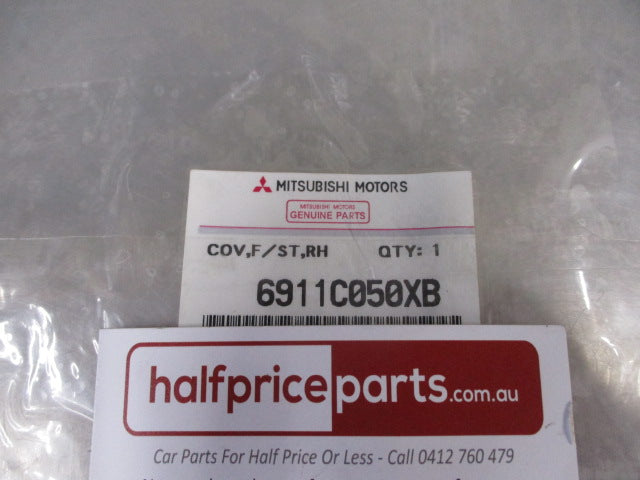 MITSUBISHI MOTORS
MITSUBISHI MOTORS
GENUINE PARTS
COV,F/ST,RH QTY: 1
6911C050XB
halfpriceparts.com.au
Car Parts For Half Price Or Less - Call 0412 760 479